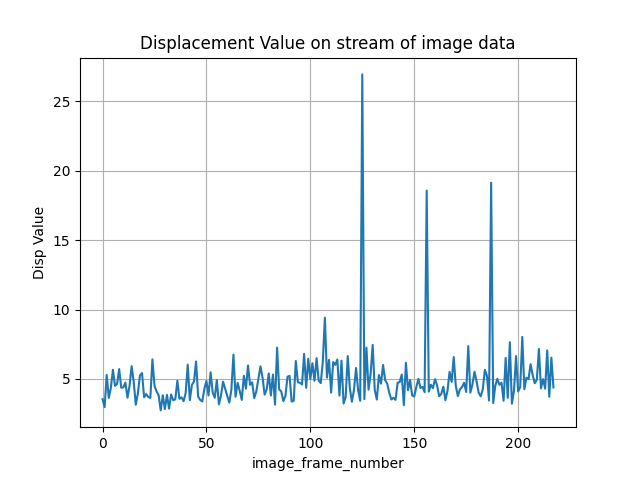 Displacement Value on stream of image data
25
20
15
10
5
Disp Value
0 50 100 150 200
image_frame_number